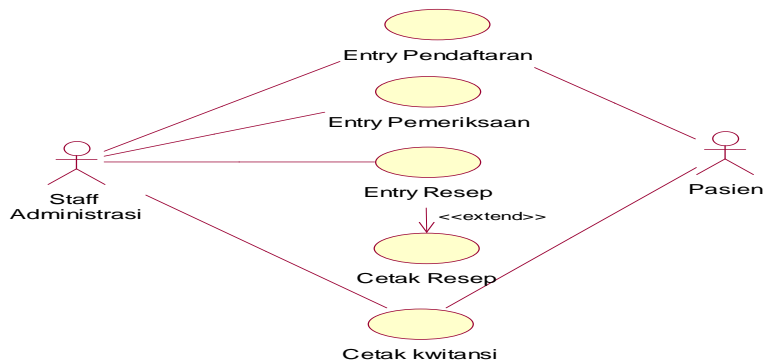 Entry Pendaftaran
Entry Pemeriksaan
Staff
Administrasi
Entry Resep
Pasien
<<extend>>
Cetak Resep
Cetak kwitansi